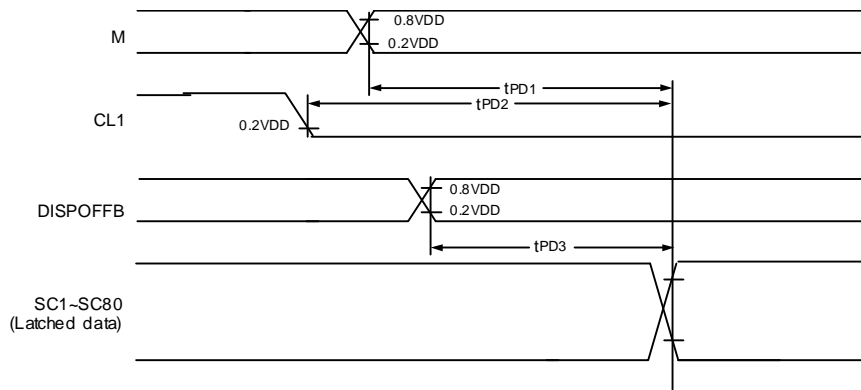 M
0.8VDD
0.2VDD
tPD1
tPD2
CL1
0.2VDD
0.8VDD
DISPOFFB
0.2VDD
tPD3
SC1~SC80
(Latched data)